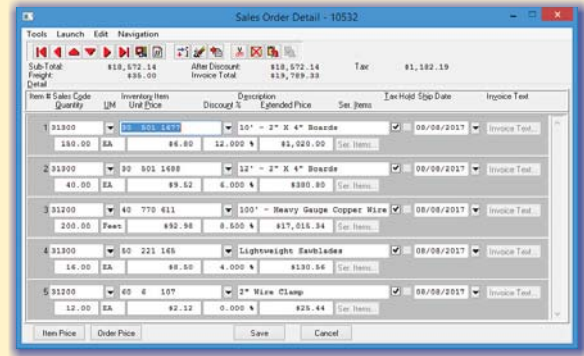 Sales Order Detail - 10532
Tools Launch Edit Navigation
Sub-Total: $18,572.14 After Discount: $18,572.14 Tax $1,182.19
Freight: $35.00 Invoice Total: $19,789.33
Detail
Item # Sales Code Inventory Item Description Tax Hold Ship Date Invoice Text
Quantity UM Unit Price Discount % Extended Price Ser. Items
1 31300 30 501 1677 10' - 2" X 4" Boards 08/08/2017 Invoice Text...
150.00 EA $6.80 12.000 % $1,020.00 Ser. Items...
2 31300 30 501 1688 12' - 2" X 4" Boards 08/08/2017 Invoice Text...
40.00 EA $9.52 6.000 % $380.80 Ser. Items...
3 31200 40 770 611 100' - Heavy Gauge Copper Wire 08/08/2017 Invoice Text...
200.00 Feet $92.98 8.500 % $17,015.34 Ser. Items...
4 31300 50 221 165 Lightweight Sawblades 08/08/2017 Invoice Text...
16.00 EA $8.50 4.000 % $130.56 Ser. Items...
5 31200 60 6 107 2" Wire Clamp 08/08/2017 Invoice Text...
12.00 EA $2.12 0.000 % $25.44 Ser. Items...
Item Price Order Price Save Cancel